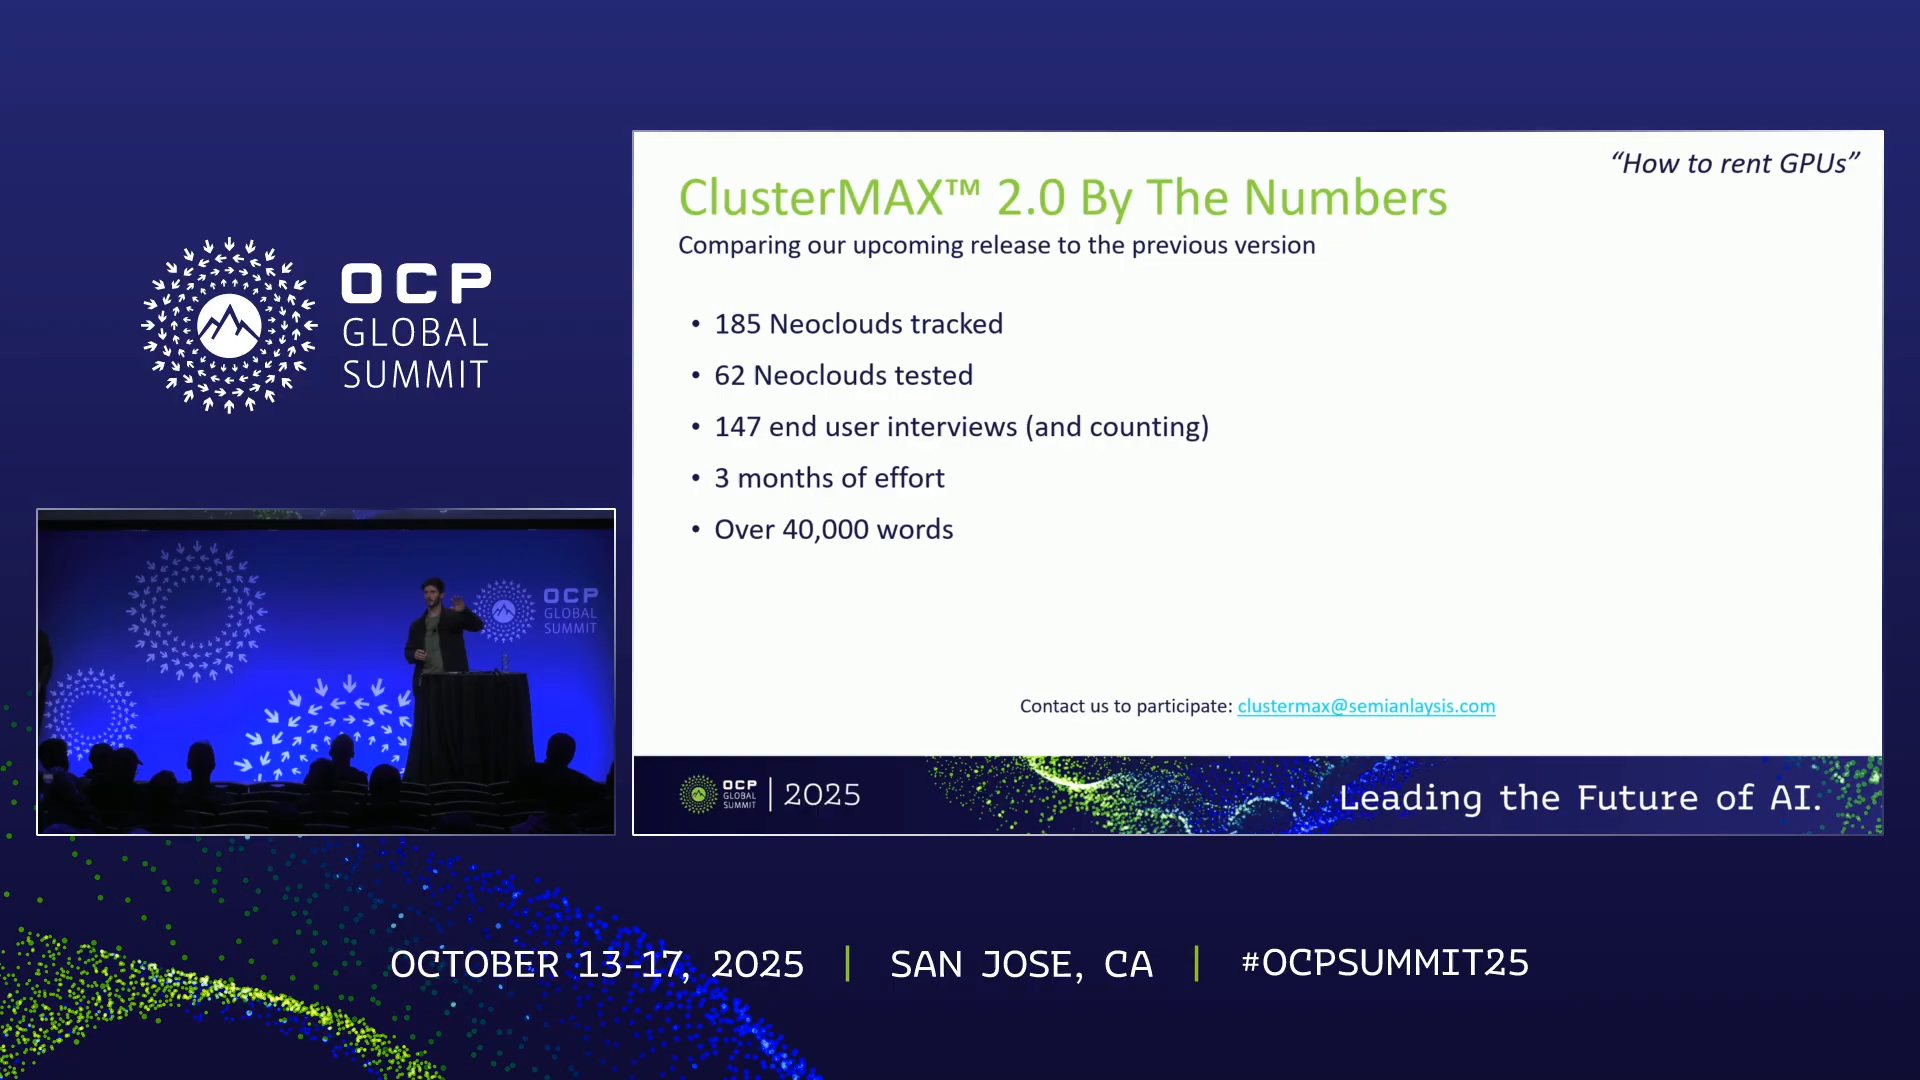 OCP
GLOBAL
SUMMIT
“How to rent GPUs”
ClusterMAX™ 2.0 By The Numbers
Comparing our upcoming release to the previous version
• 185 Neoclouds tracked
• 62 Neoclouds tested
• 147 end user interviews (and counting)
• 3 months of effort
• Over 40,000 words
Contact us to participate: clustermax@semianlaysis.com
OCP
GLOBAL
SUMMIT
OCP
GLOBAL
SUMMIT
2025
Leading the Future of AI.
OCTOBER 13-17, 2025 | SAN JOSE, CA | #OCPSUMMIT25